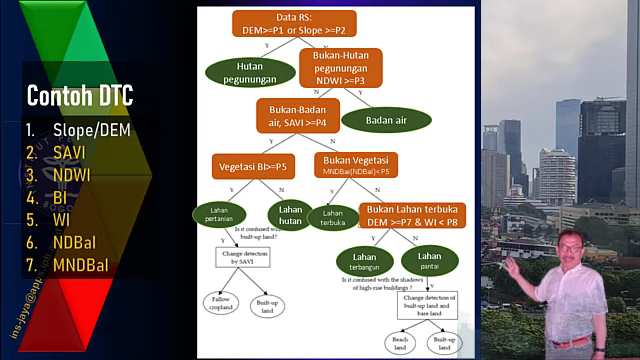 Contoh DTC
1. Slope/DEM
2. SAVI
3. NDWI
4. BI
5. WI
6. NDBaI
7. MNDBaI
Data RS:
DEM>=P1 or Slope >=P2
Y
N
Hutan
pegunungan
Bukan-Hutan
pegunungan
NDWI >=P3
N
Y
Bukan-Badan
air, SAVI >=P4
Badan air
Y
N
Vegetasi BI>=P5
Bukan Vegetasi
MNDBai(NDBaI)< P5
Y
N
Y
N
Lahan
pertanian
Lahan
hutan
Lahan
terbuka
Bukan Lahan terbuka
DEM >=P7 & WI < P8
Is it confused with
built-up land?
Y
Y
N
Change detection
by SAVI
Lahan
terbangun
Lahan
pantai
Is it confused with the shadows
of high-rise buildings ?
Y
Fallow
cropland
Built-up
land
Change detection of
built-up land and
bare land
Beach
land
Built-up
land